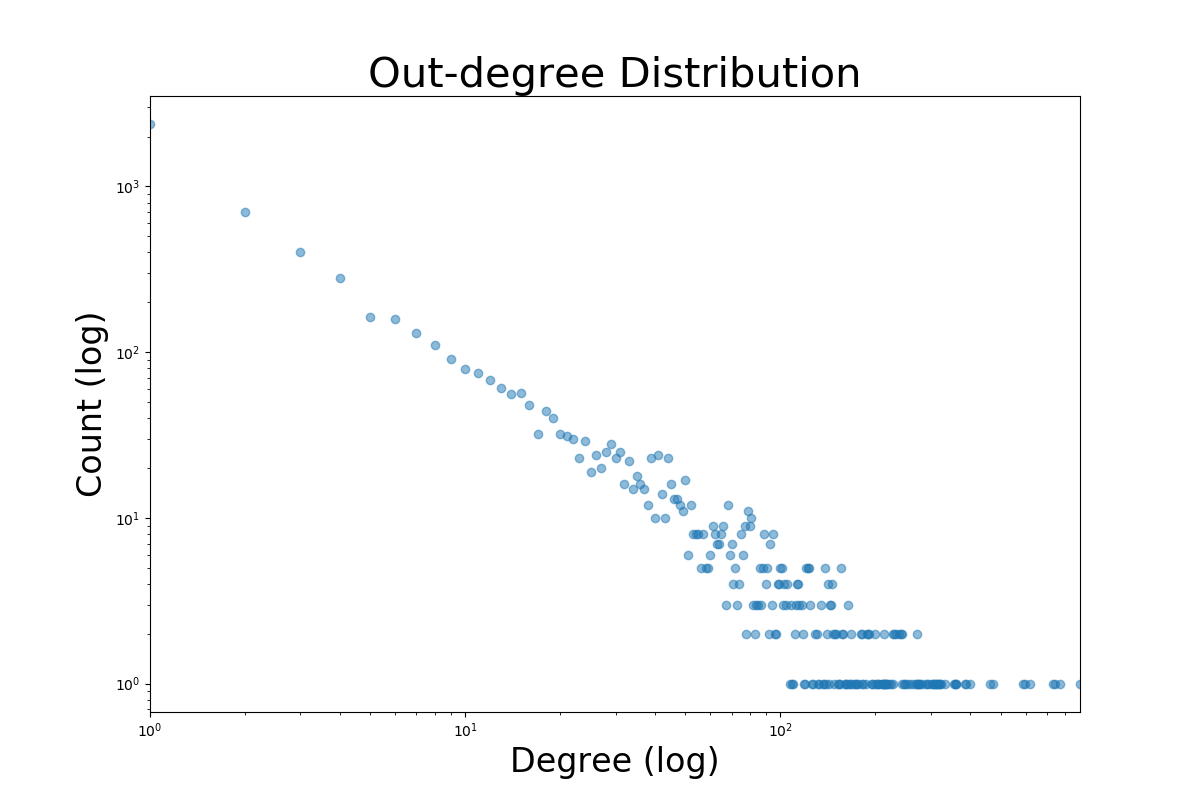 Out-degree Distribution
Count (log)
10³
10²
10¹
10⁰
10⁰ 10¹ 10²
Degree (log)